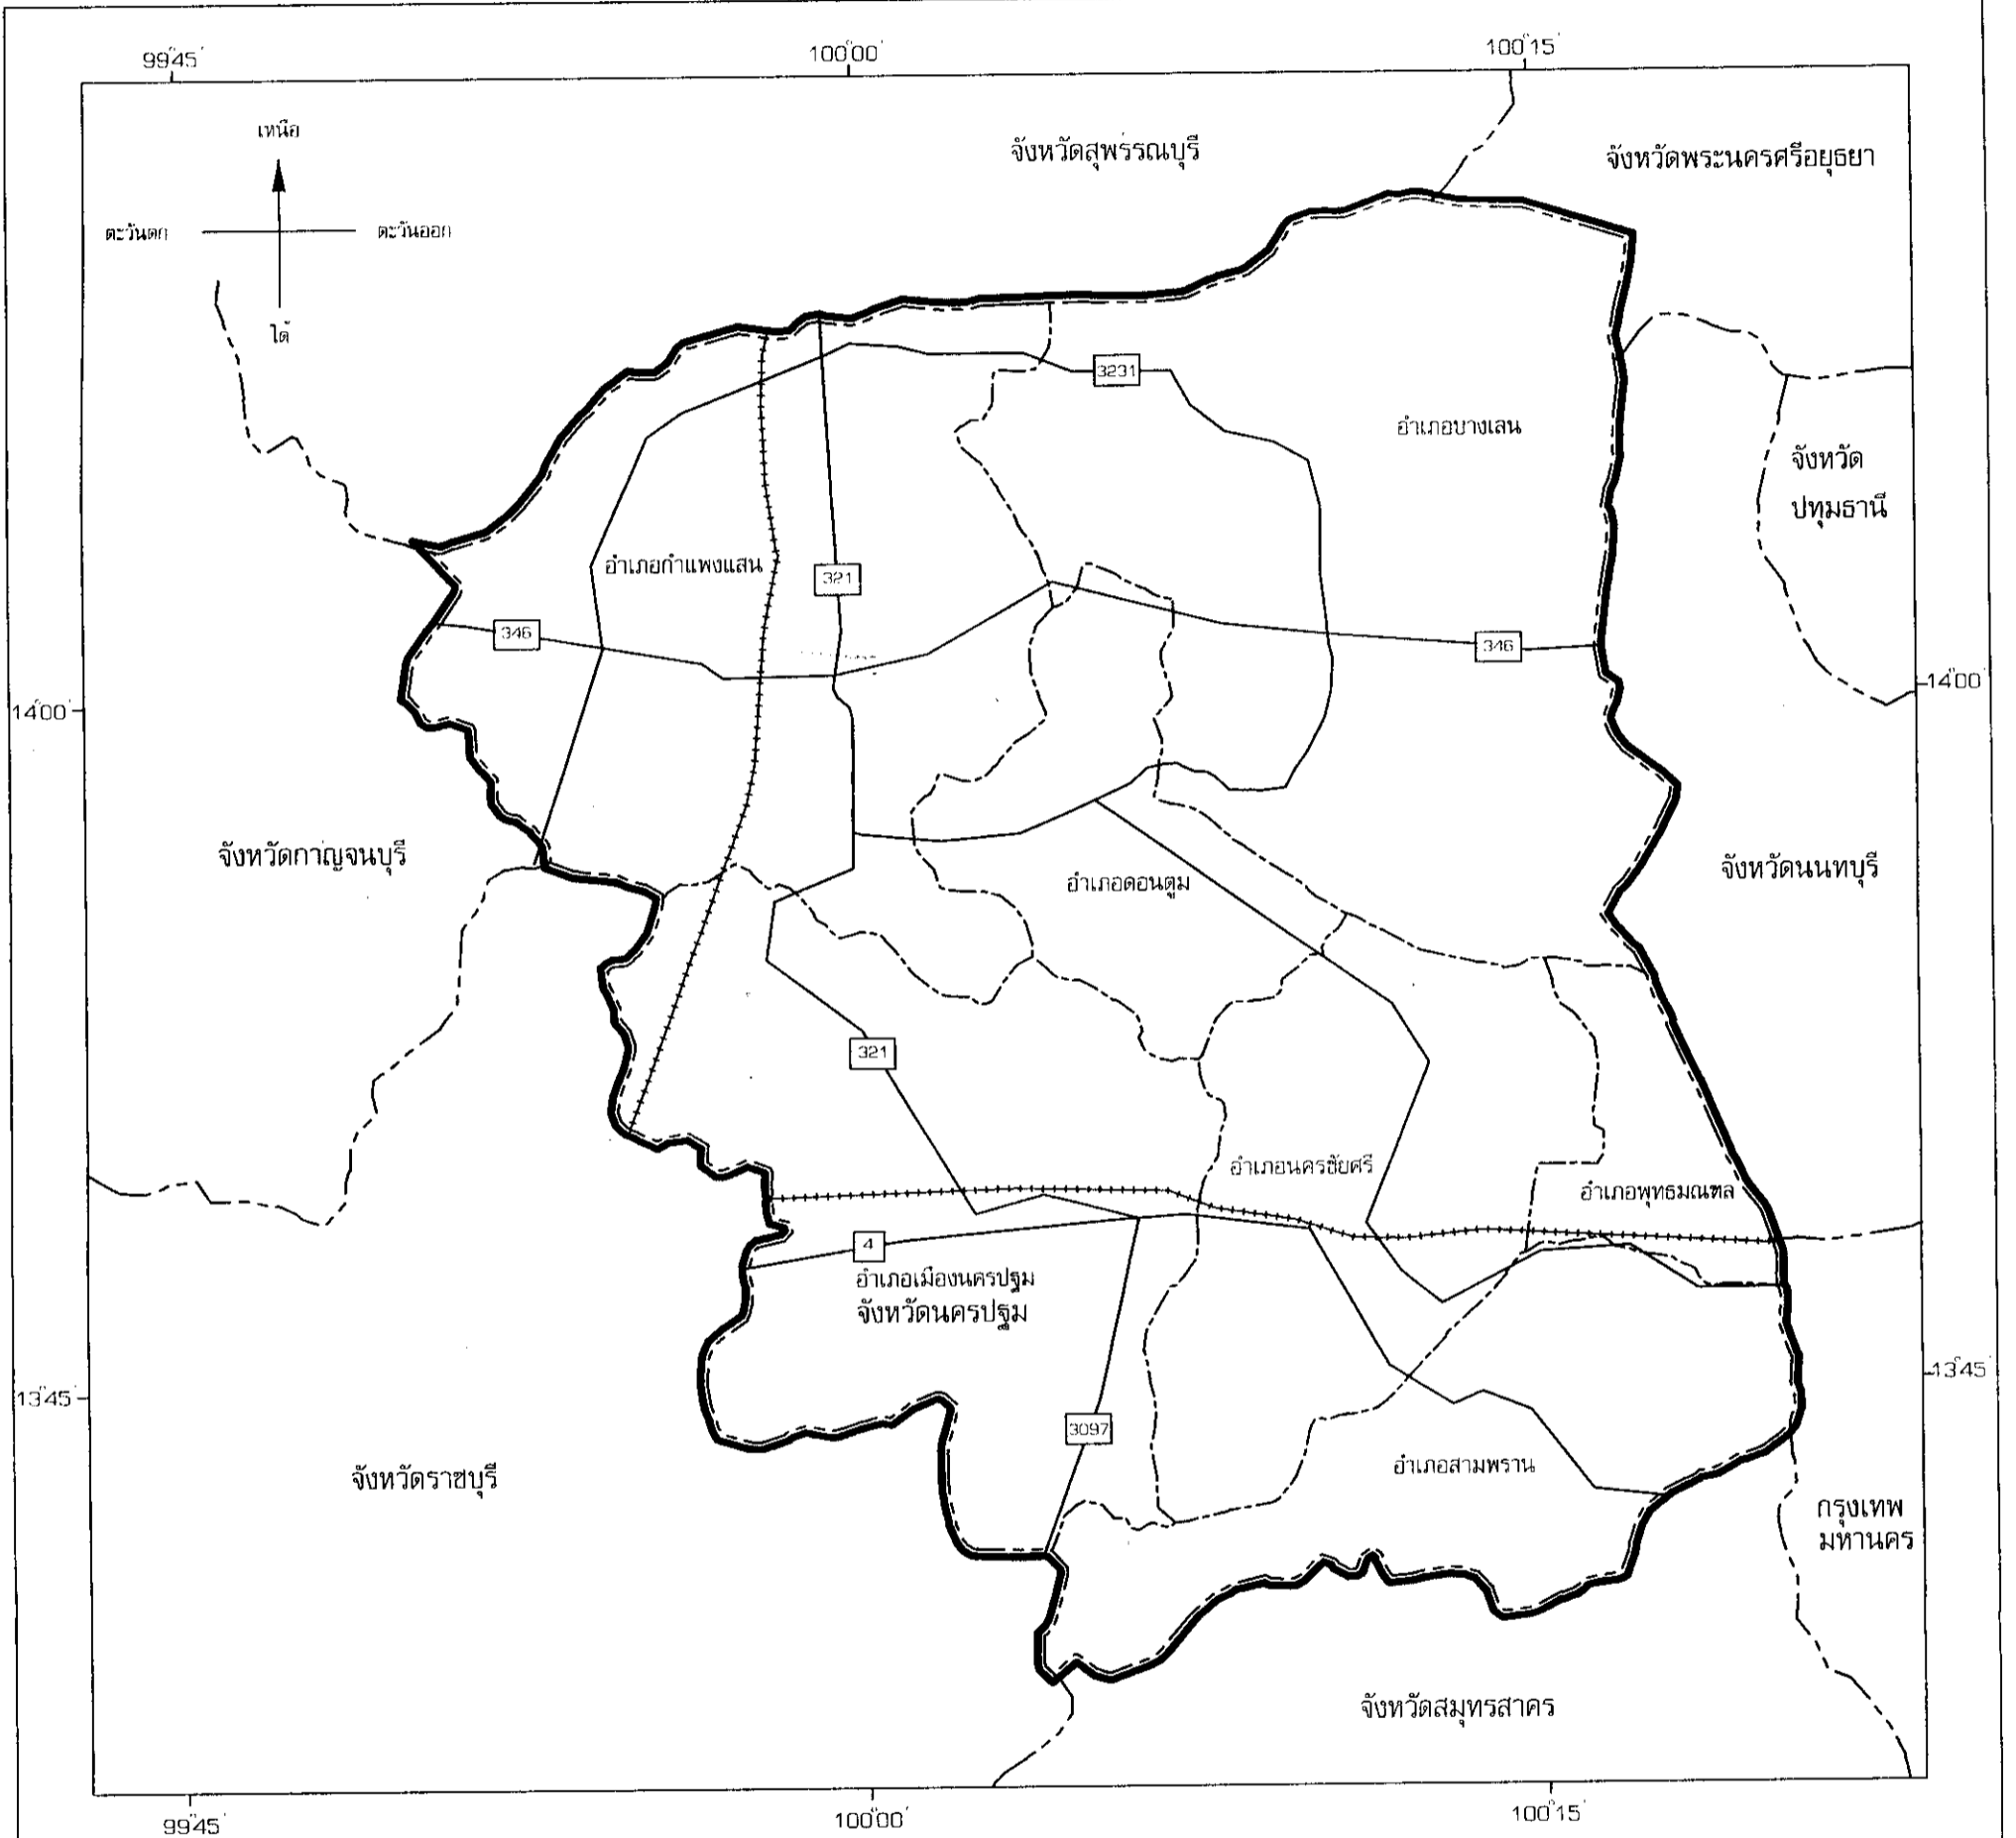 99°45' 100°00' 100°15'
เหนือ
จังหวัดสุพรรณบุรี
จังหวัดพระนครศรีอยุธยา
ตะวันตก ตะวันออก
ใต้
3231
อำเภอบางเลน
จังหวัด
ปทุมธานี
อำเภอกำแพงแสน
321
346
346
14°00' 14°00'
จังหวัดกาญจนบุรี
อำเภอดอนตูม
จังหวัดนนทบุรี
321
อำเภอนครชัยศรี
อำเภอพุทธมณฑล
4
อำเภอเมืองนครปฐม
จังหวัดนครปฐม
13°45' 13°45'
3097
จังหวัดราชบุรี
อำเภอสามพราน
กรุงเทพ
มหานคร
จังหวัดสมุทรสาคร
99°45' 100°00' 100°15'